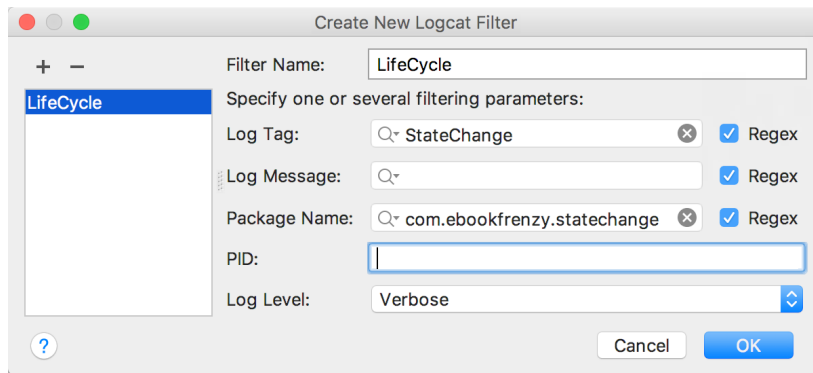 Create New Logcat Filter
+ −
Filter Name: LifeCycle
LifeCycle
Specify one or several filtering parameters:
Log Tag: StateChange Regex
Log Message: Regex
Package Name: com.ebookfrenzy.statechange Regex
PID:
Log Level: Verbose
? Cancel OK